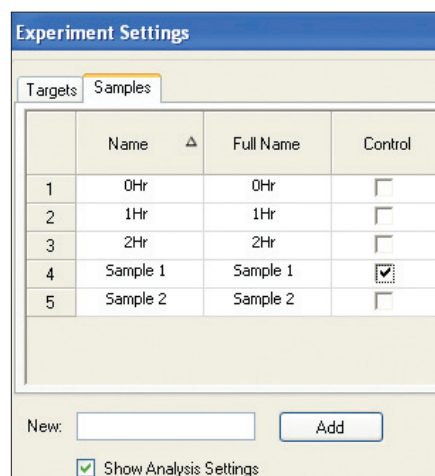 Experiment Settings
Targets Samples
Name Full Name Control
1 0Hr 0Hr
2 1Hr 1Hr
3 2Hr 2Hr
4 Sample 1 Sample 1
5 Sample 2 Sample 2
New: Add
Show Analysis Settings